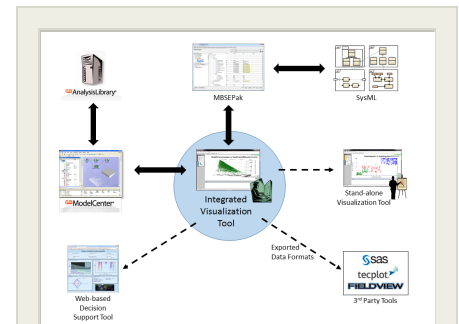 AnalysisLibrary®
MBSEPak
SysML
ModelCenter®
Integrated
Visualization
Tool
Stand-alone
Visualization Tool
Exported
Data Formats
Web-based
Decision
Support Tool
sas
tecplot
FIELDVIEW
3rd Party Tools